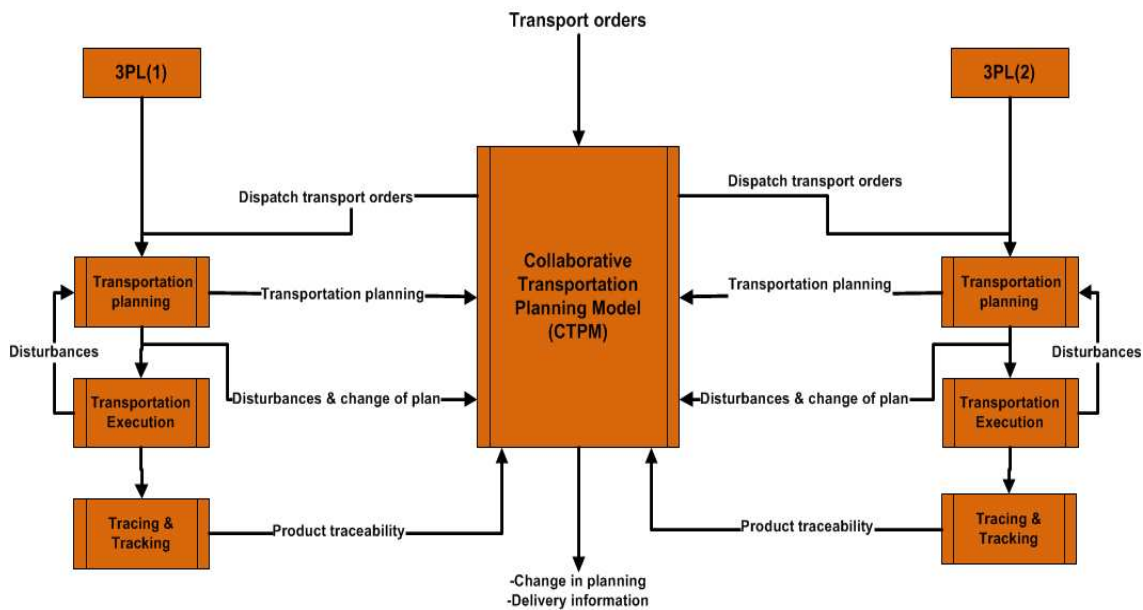 Transport orders
3PL(1)
3PL(2)
Dispatch transport orders
Dispatch transport orders
Collaborative
Transportation
Planning Model
(CTPM)
Transportation
planning
Transportation planning
Transportation planning
Transportation
planning
Disturbances
Disturbances
Transportation
Execution
Disturbances & change of plan
Disturbances & change of plan
Transportation
Execution
Tracing &
Tracking
Product traceability
Product traceability
Tracing &
Tracking
-Change in planning
-Delivery information